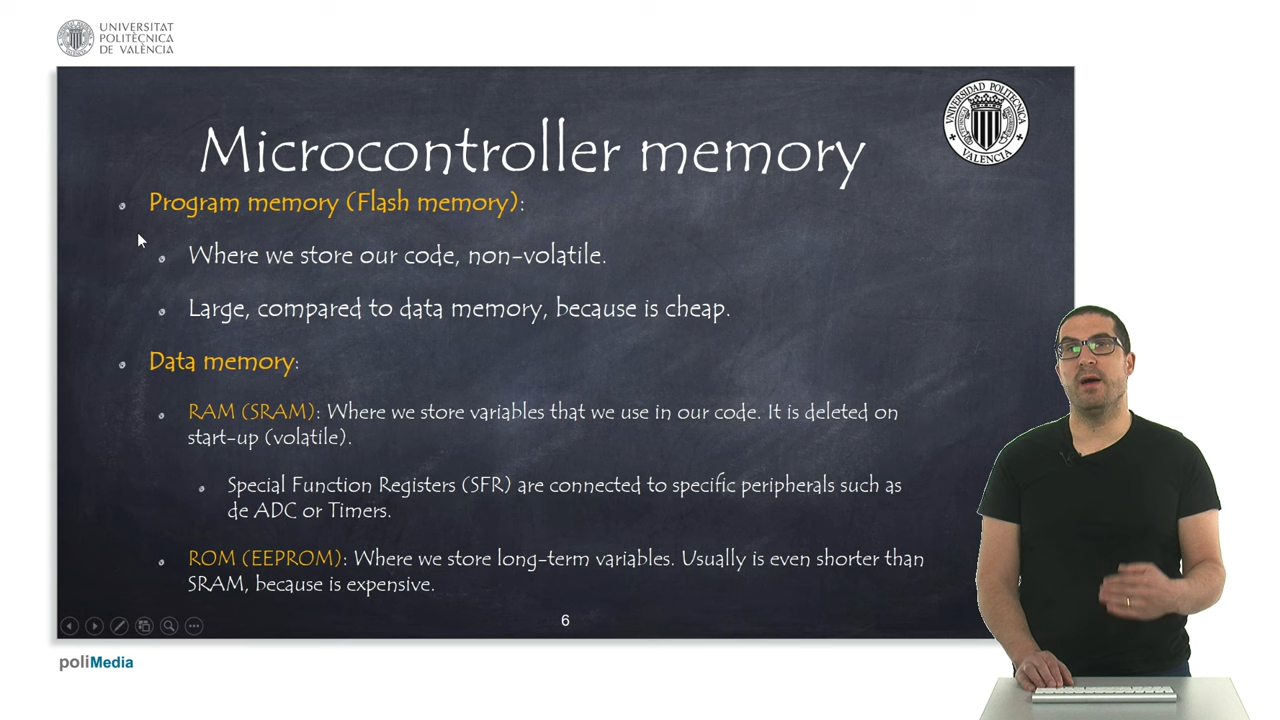 UNIVERSITAT
POLITÈCNICA
DE VALÈNCIA
UNIVERSIDAD POLITECNICA
VALENCIA
Microcontroller memory
Program memory (Flash memory):
Where we store our code, non-volatile.
Large, compared to data memory, because is cheap.
Data memory:
RAM (SRAM): Where we store variables that we use in our code. It is deleted on
start-up (volatile).
Special Function Registers (SFR) are connected to specific peripherals such as
de ADC or Timers.
ROM (EEPROM): Where we store long-term variables. Usually is even shorter than
SRAM, because is expensive.
6
poliMedia